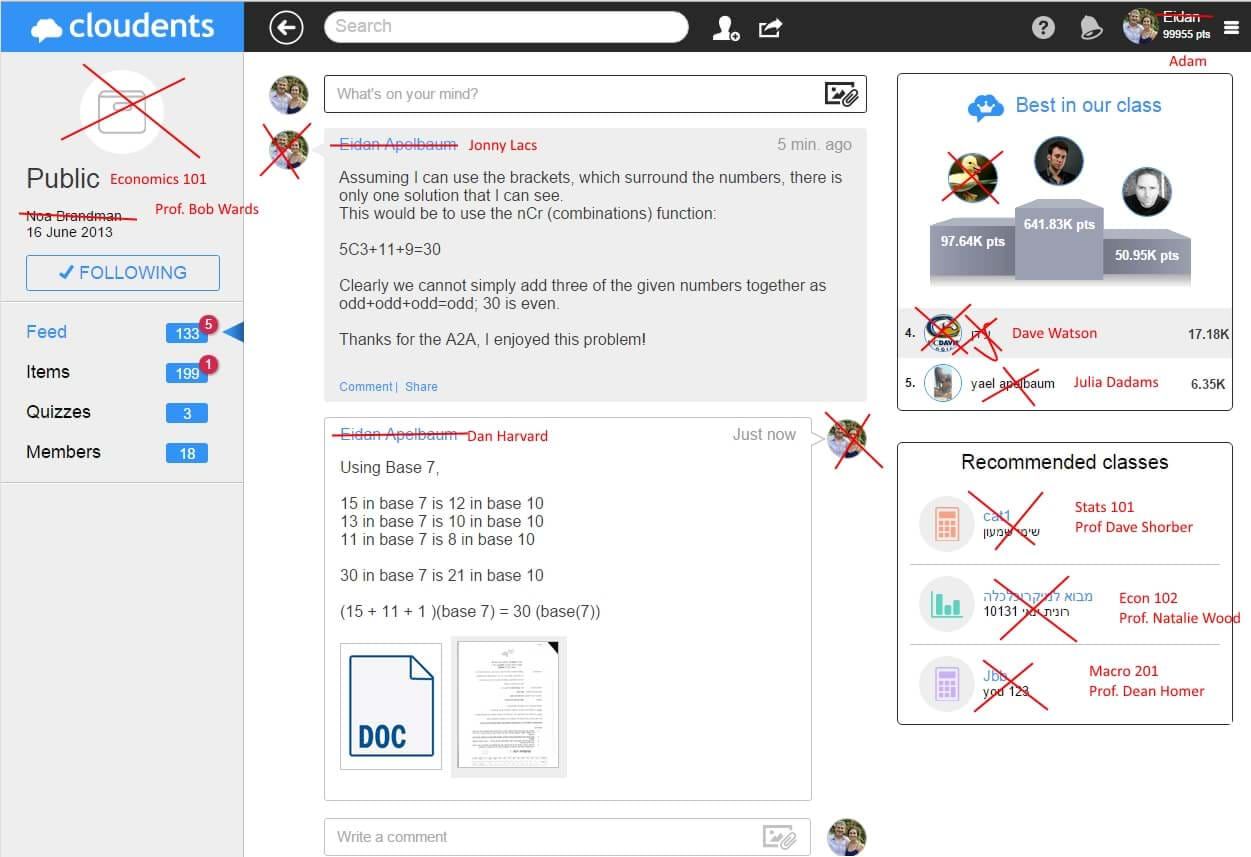 cloudents
Search
Eidan
99955 pts
Adam
Public
Economics 101
Noa Brandman
Prof. Bob Wards
16 June 2013
FOLLOWING
Feed 133 5
Items 199 1
Quizzes 3
Members 18
What's on your mind?
Eidan Apelbaum Jonny Lacs 5 min. ago
Assuming I can use the brackets, which surround the numbers, there is
only one solution that I can see.
This would be to use the nCr (combinations) function:
5C3+11+9=30
Clearly we cannot simply add three of the given numbers together as
odd+odd+odd=odd; 30 is even.
Thanks for the A2A, I enjoyed this problem!
Comment | Share
Eidan Apelbaum Dan Harvard Just now
Using Base 7,
15 in base 7 is 12 in base 10
13 in base 7 is 10 in base 10
11 in base 7 is 8 in base 10
30 in base 7 is 21 in base 10
(15 + 11 + 1 )(base 7) = 30 (base(7))
DOC
Write a comment
Best in our class
97.64K pts
641.83K pts
50.95K pts
4. Dave Watson 17.18K
5. yael apelbaum Julia Dadams 6.35K
Recommended classes
cat1
שימי שמעון
Stats 101
Prof Dave Shorber
מבוא למיקרוכלכלה
רונית 10131
Econ 102
Prof. Natalie Wood
Jbb
you 123
Macro 201
Prof. Dean Homer